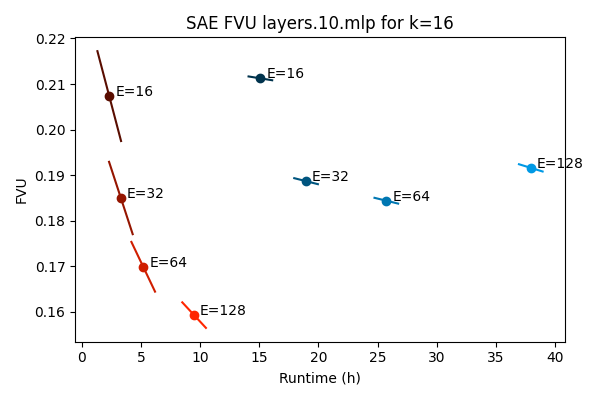 SAE FVU layers.10.mlp for k=16
0.22
0.21
0.20
0.19
0.18
0.17
0.16
FVU
E=16
E=32
E=64
E=128
E=16
E=32
E=64
E=128
0 5 10 15 20 25 30 35 40
Runtime (h)